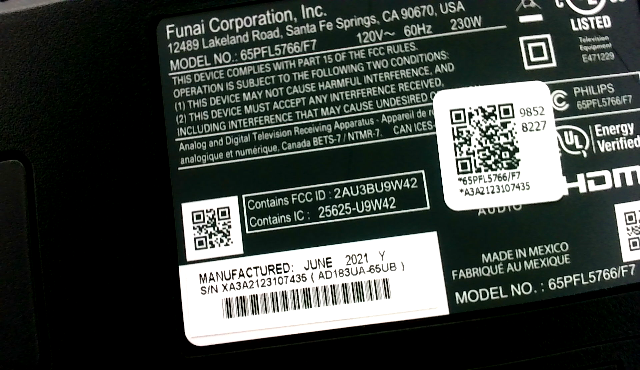 Funai Corporation, Inc.
12489 Lakeland Road, Santa Fe Springs, CA 90670, USA
MODEL NO.: 65PFL5766/F7 120V~ 60Hz 230W
THIS DEVICE COMPLIES WITH PART 15 OF THE FCC RULES.
OPERATION IS SUBJECT TO THE FOLLOWING TWO CONDITIONS:
(1) THIS DEVICE MAY NOT CAUSE HARMFUL INTERFERENCE, AND
(2) THIS DEVICE MUST ACCEPT ANY INTERFERENCE RECEIVED,
INCLUDING INTERFERENCE THAT MAY CAUSE UNDESIRED
Analog and Digital Television Receiving Apparatus - Appareil de
analogique et numérique, Canada BETS-7 / NTMR-7. CAN ICES-
Contains FCC ID : 2AU3BU9W42
Contains IC : 25625-U9W42
MANUFACTURED: JUNE 2021 Y
S/N XA3A2123107435 ( AD183UA-65UB )
UL
LISTED
Television
Equipment
E471229
PHILIPS
65PFL5766/F7
9852
8227
*65PFL5766/F7
*A3A2123107435
UL
Energy
Verified
HDMI
AUDIO
MADE IN MEXICO
FABRIQUÉ AU MEXIQUE
MODEL NO. : 65PFL5766/F7